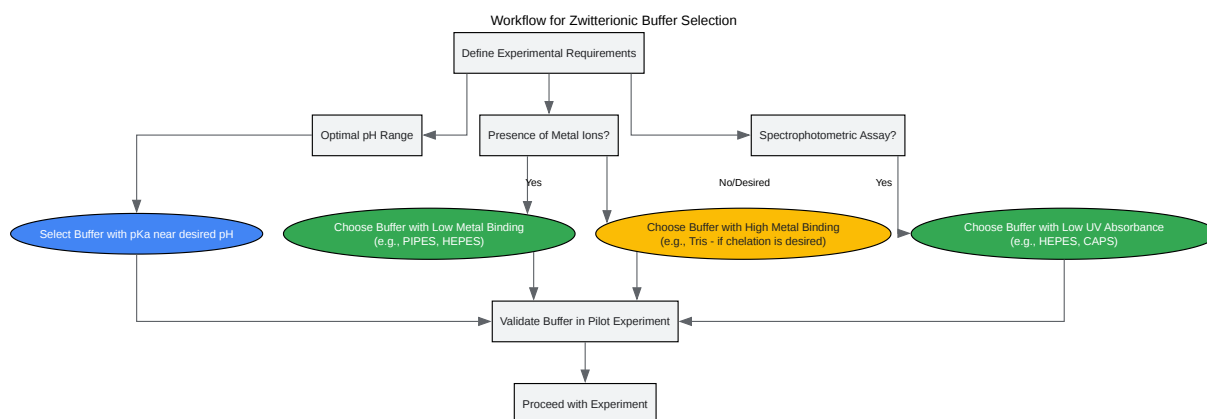 Workflow for Zwitterionic Buffer Selection
Define Experimental Requirements
Optimal pH Range
Presence of Metal Ions?
Spectrophotometric Assay?
Yes
No/Desired
Yes
Select Buffer with pKa near desired pH
Choose Buffer with Low Metal Binding
(e.g., PIPES, HEPES)
Choose Buffer with High Metal Binding
(e.g., Tris - if chelation is desired)
Choose Buffer with Low UV Absorbance
(e.g., HEPES, CAPS)
Validate Buffer in Pilot Experiment
Proceed with Experiment